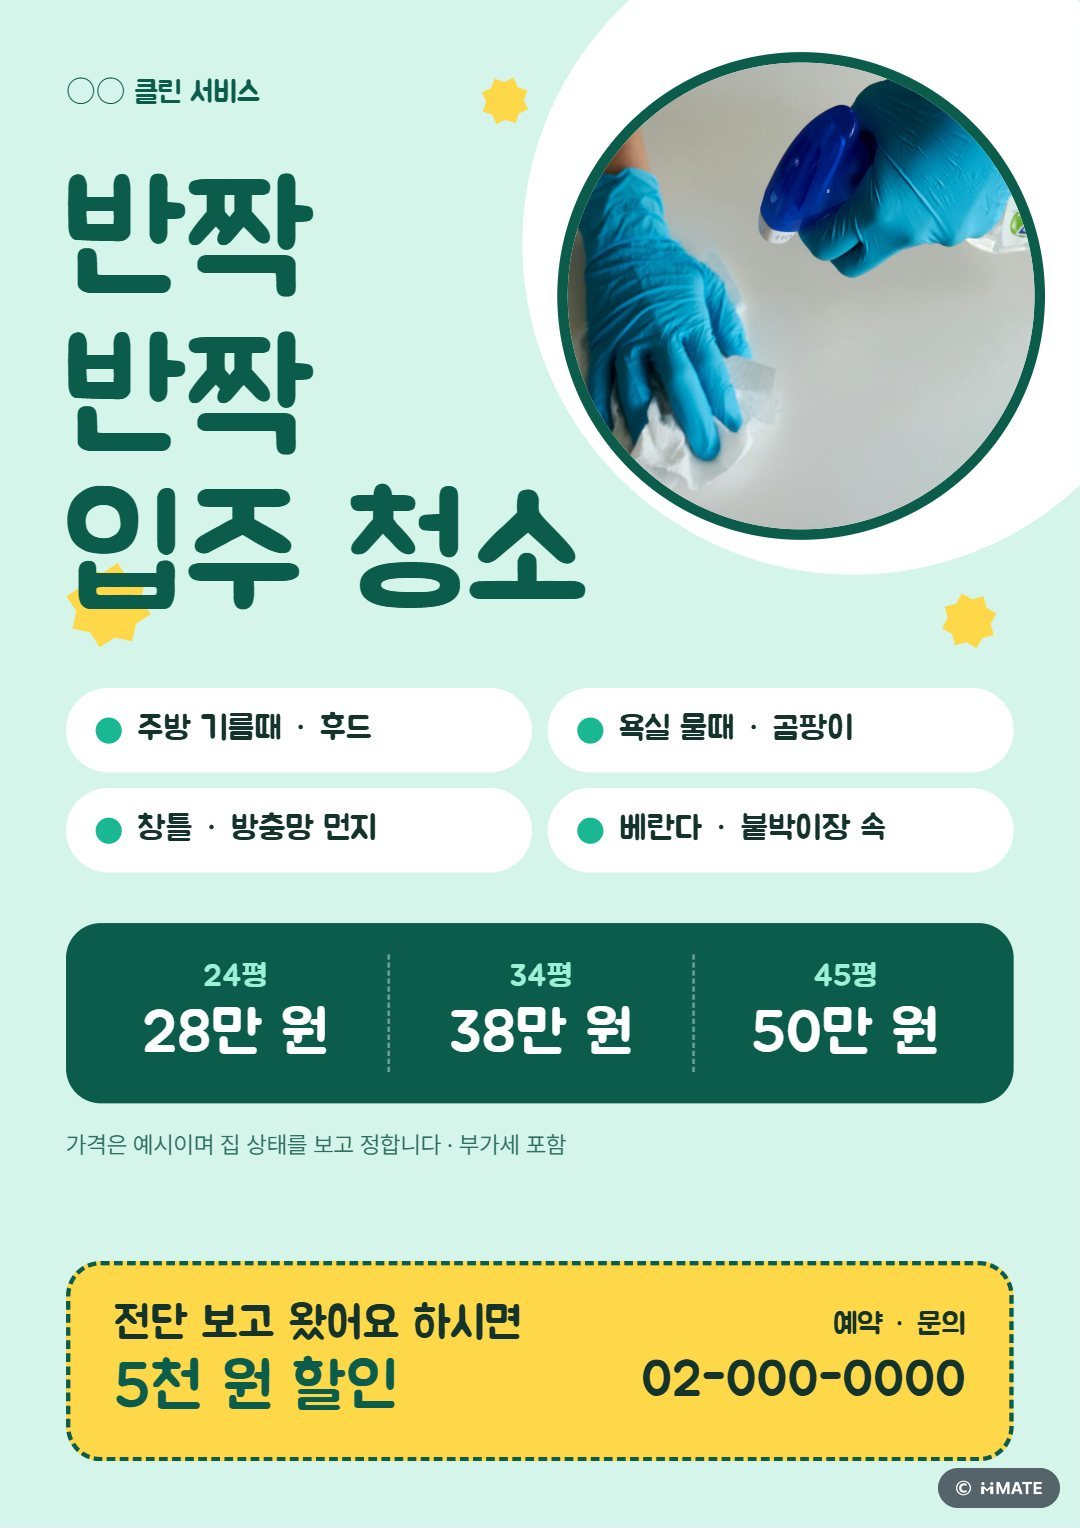 ○○ 클린 서비스
반짝
반짝
입주 청소
주방 기름때 · 후드
욕실 물때 · 곰팡이
창틀 · 방충망 먼지
베란다 · 붙박이장 속
24평
28만 원
34평
38만 원
45평
50만 원
가격은 예시이며 집 상태를 보고 정합니다 · 부가세 포함
전단 보고 왔어요 하시면
5천 원 할인
예약 · 문의
02-000-0000
© MMATE